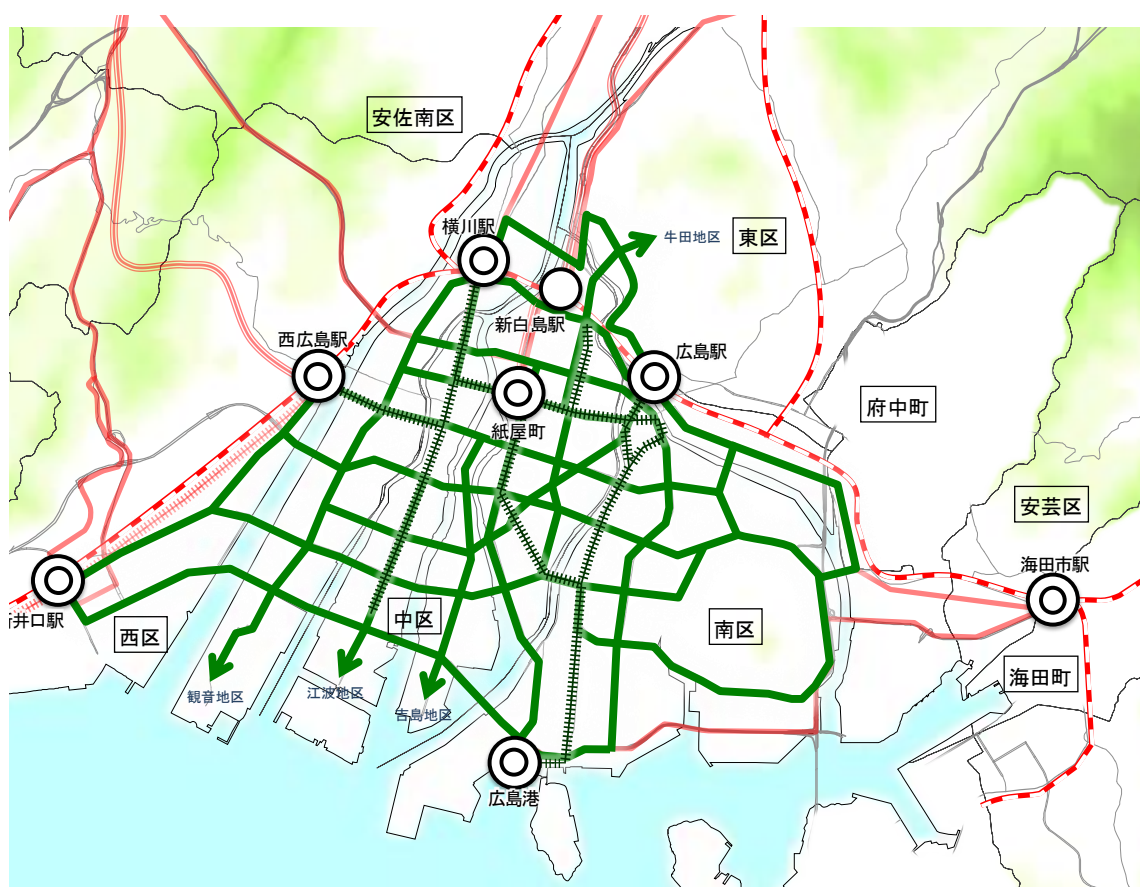 安佐南区
横川駅
牛田地区
東区
新白島駅
西広島駅
広島駅
府中町
紙屋町
安芸区
海田市駅
井口駅
西区
中区
南区
海田町
観音地区
江波地区
吉島地区
広島港